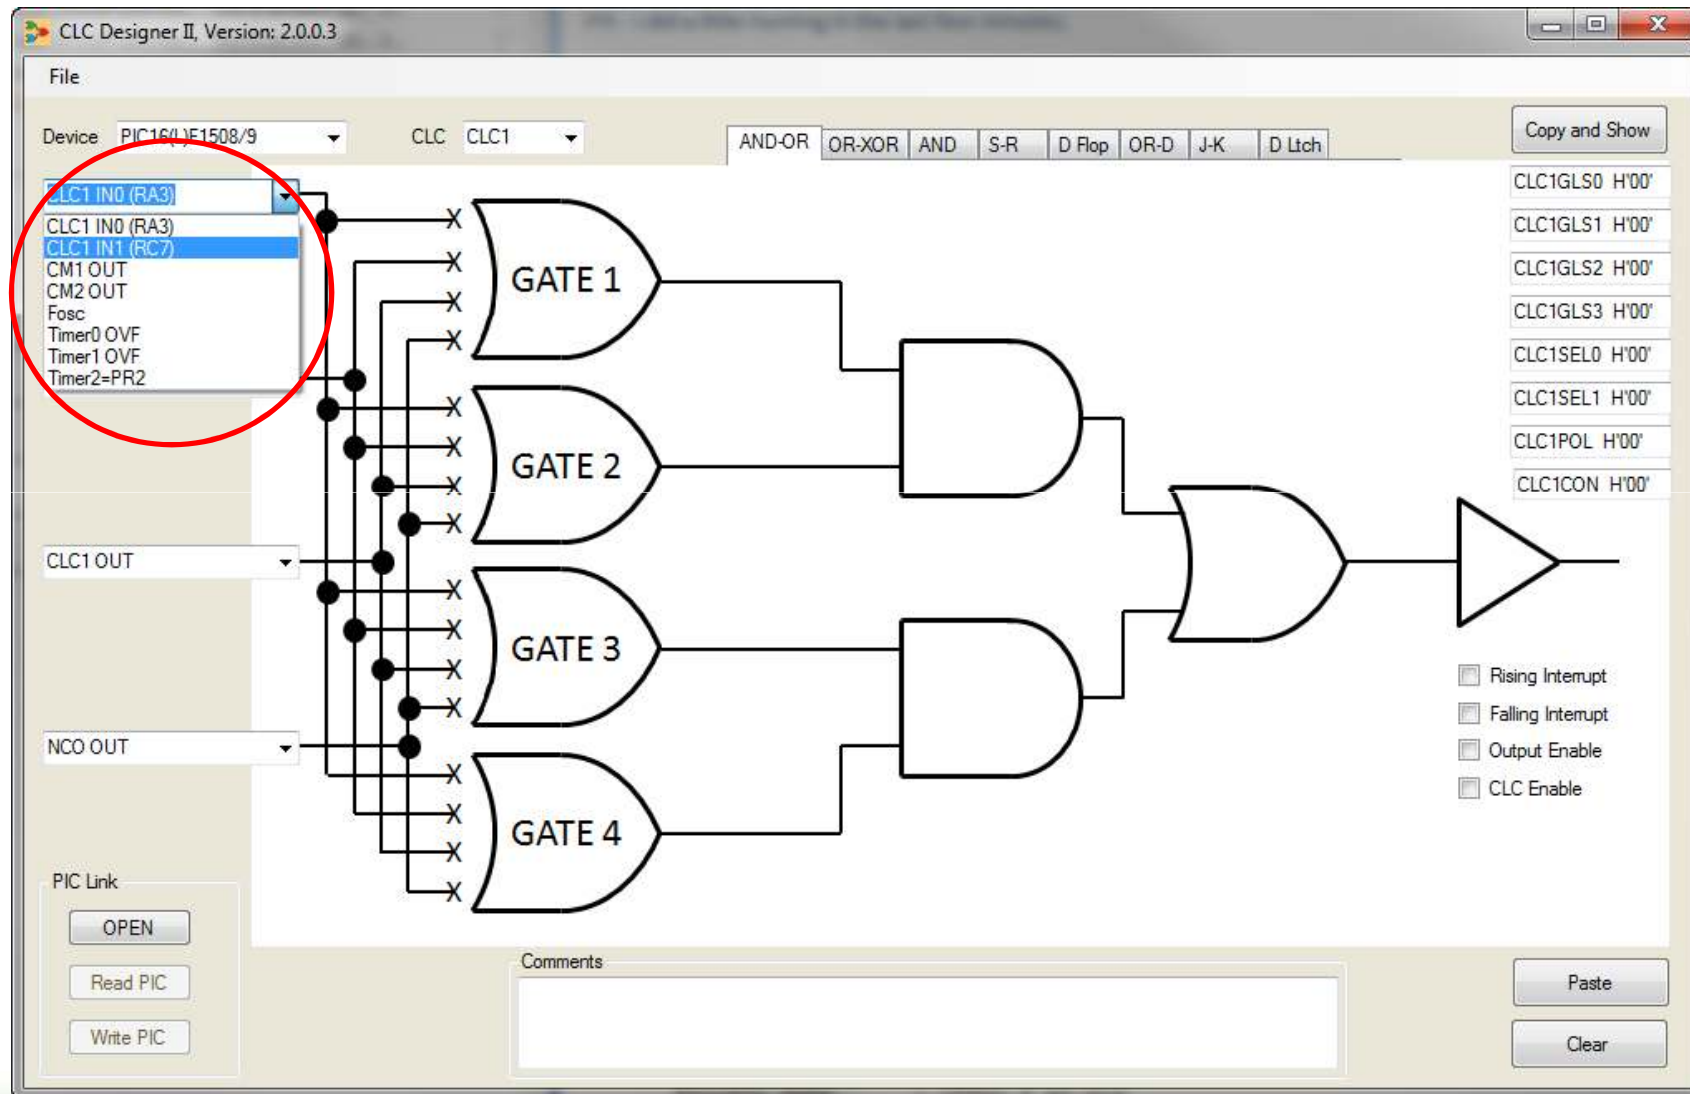 CLC Designer II, Version: 2.0.0.3
File
Device PIC16(L)F1508/9 CLC CLC1
AND-OR OR-XOR AND S-R D Flop OR-D J-K D Ltch
Copy and Show
CLC1 IN0 (RA3)
CLC1 IN0 (RA3)
CLC1 IN1 (RC7)
CM1 OUT
CM2 OUT
Fosc
Timer0 OVF
Timer1 OVF
Timer2=PR2
CLC1 OUT
NCO OUT
X
X
X
X
GATE 1
X
X
X
X
GATE 2
X
X
X
X
GATE 3
X
X
X
X
GATE 4
CLC1GLS0 H'00'
CLC1GLS1 H'00'
CLC1GLS2 H'00'
CLC1GLS3 H'00'
CLC1SEL0 H'00'
CLC1SEL1 H'00'
CLC1POL H'00'
CLC1CON H'00'
Rising Interrupt
Falling Interrupt
Output Enable
CLC Enable
PIC Link
OPEN
Read PIC
Write PIC
Comments
Paste
Clear